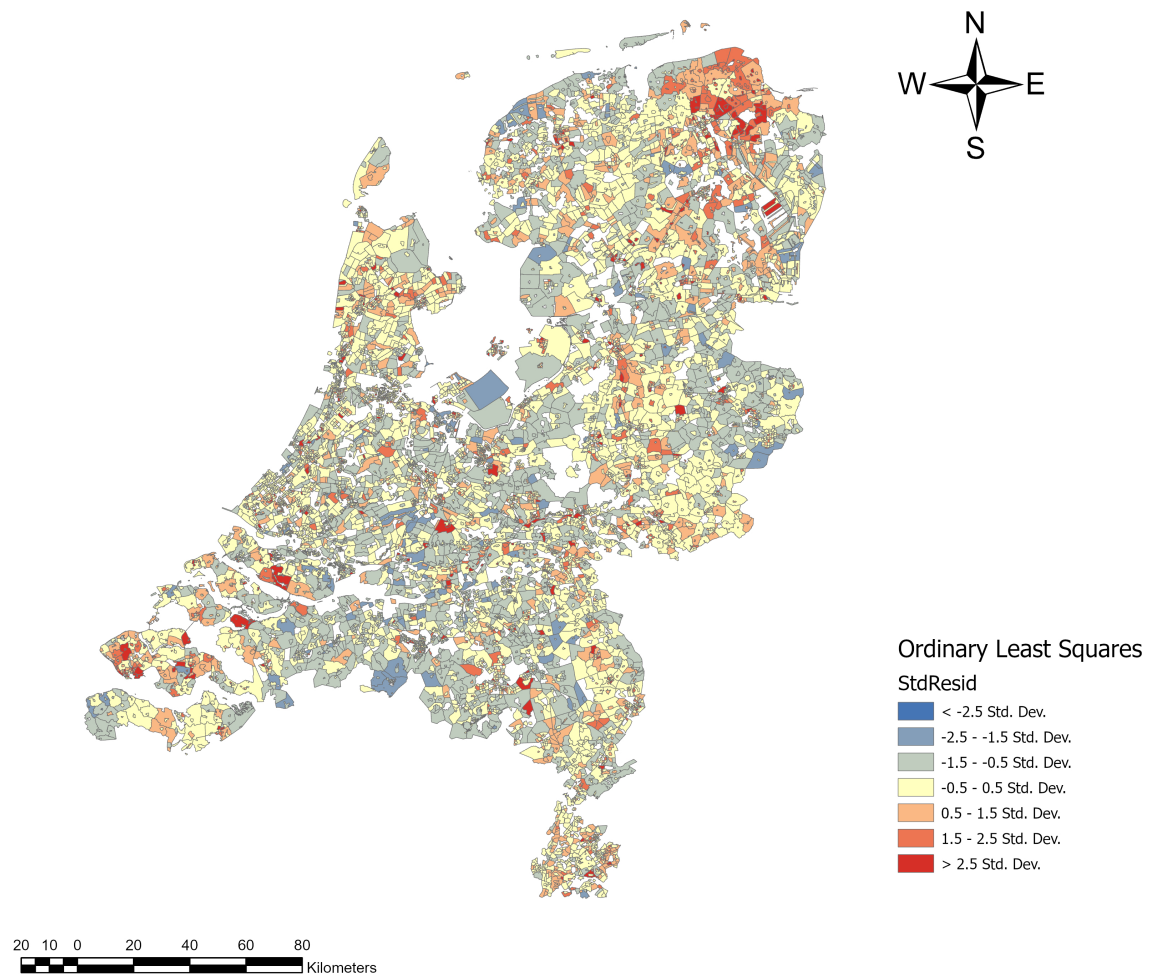 N
W E
S
Ordinary Least Squares
StdResid
< -2.5 Std. Dev.
-2.5 - -1.5 Std. Dev.
-1.5 - -0.5 Std. Dev.
-0.5 - 0.5 Std. Dev.
0.5 - 1.5 Std. Dev.
1.5 - 2.5 Std. Dev.
> 2.5 Std. Dev.
20 10 0 20 40 60 80
Kilometers